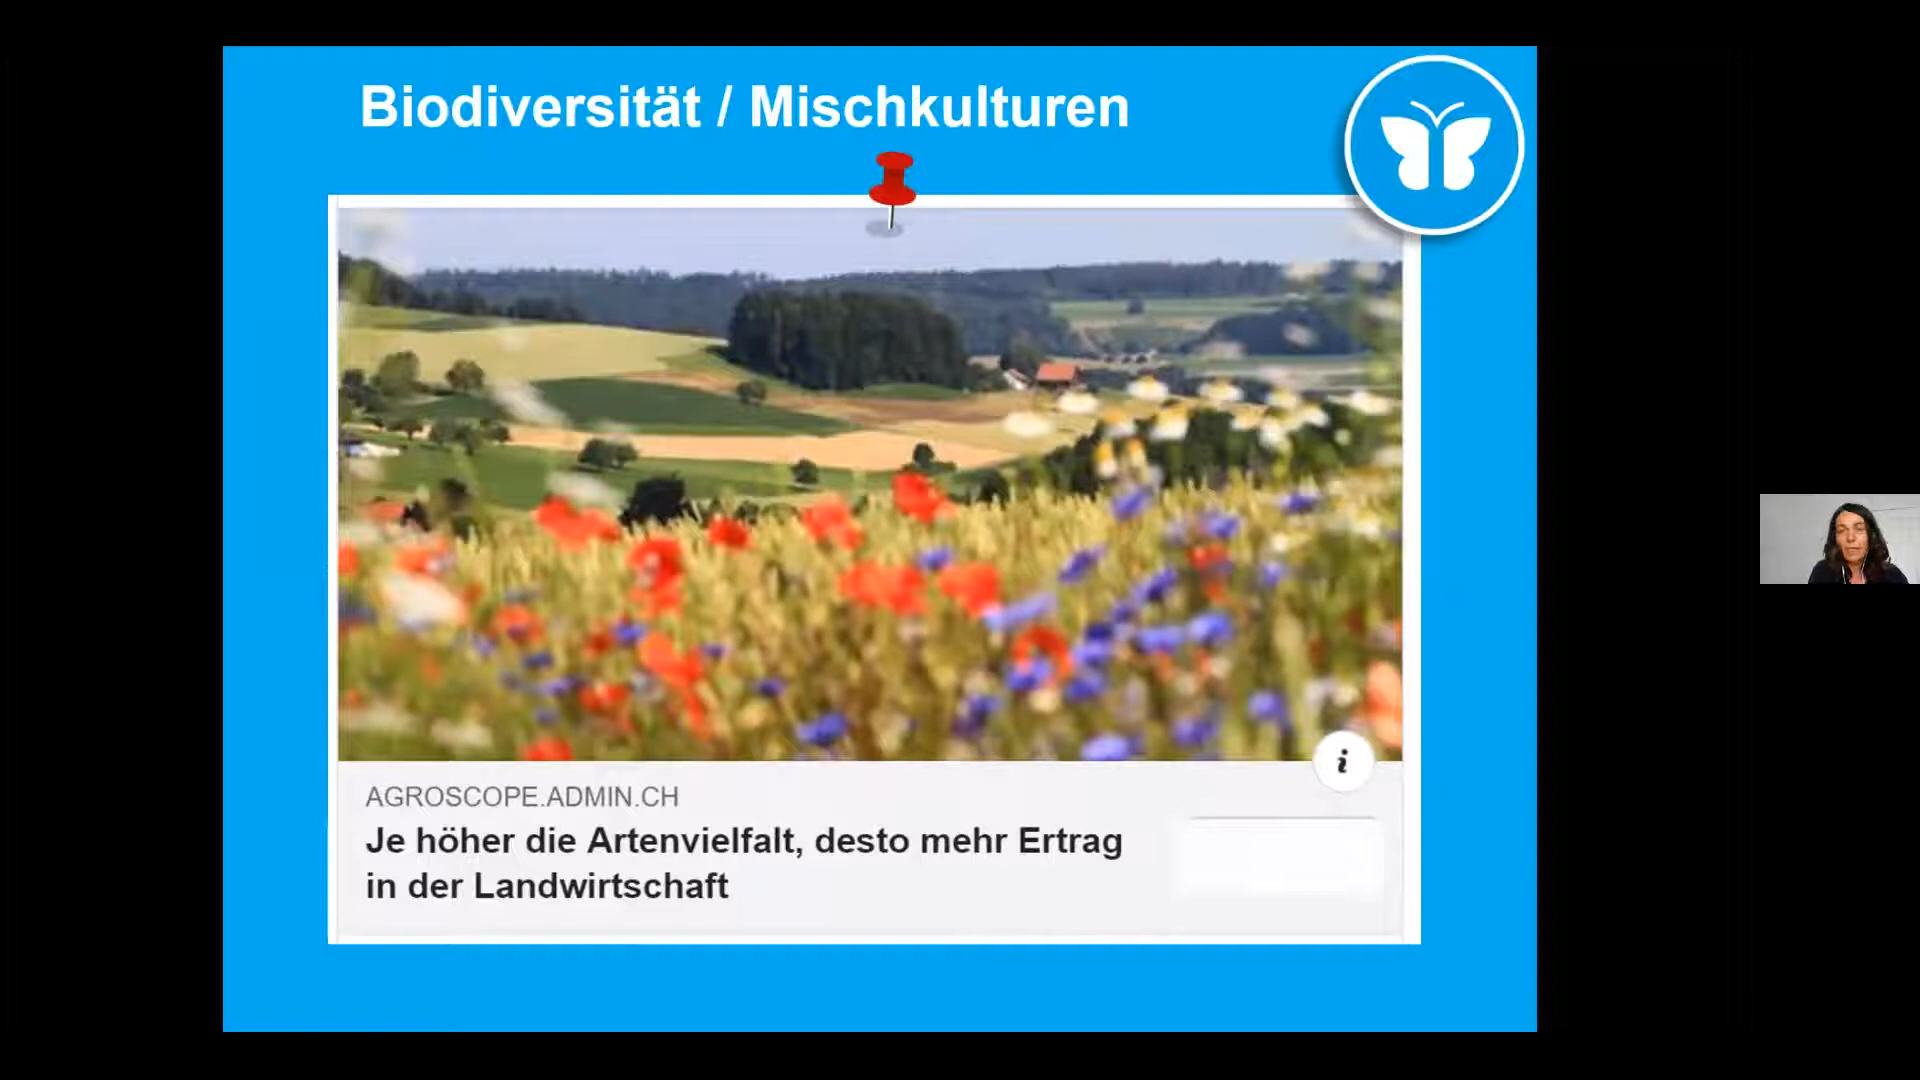 Biodiversität / Mischkulturen
i
AGROSCOPE.ADMIN.CH
Je höher die Artenvielfalt, desto mehr Ertrag
in der Landwirtschaft